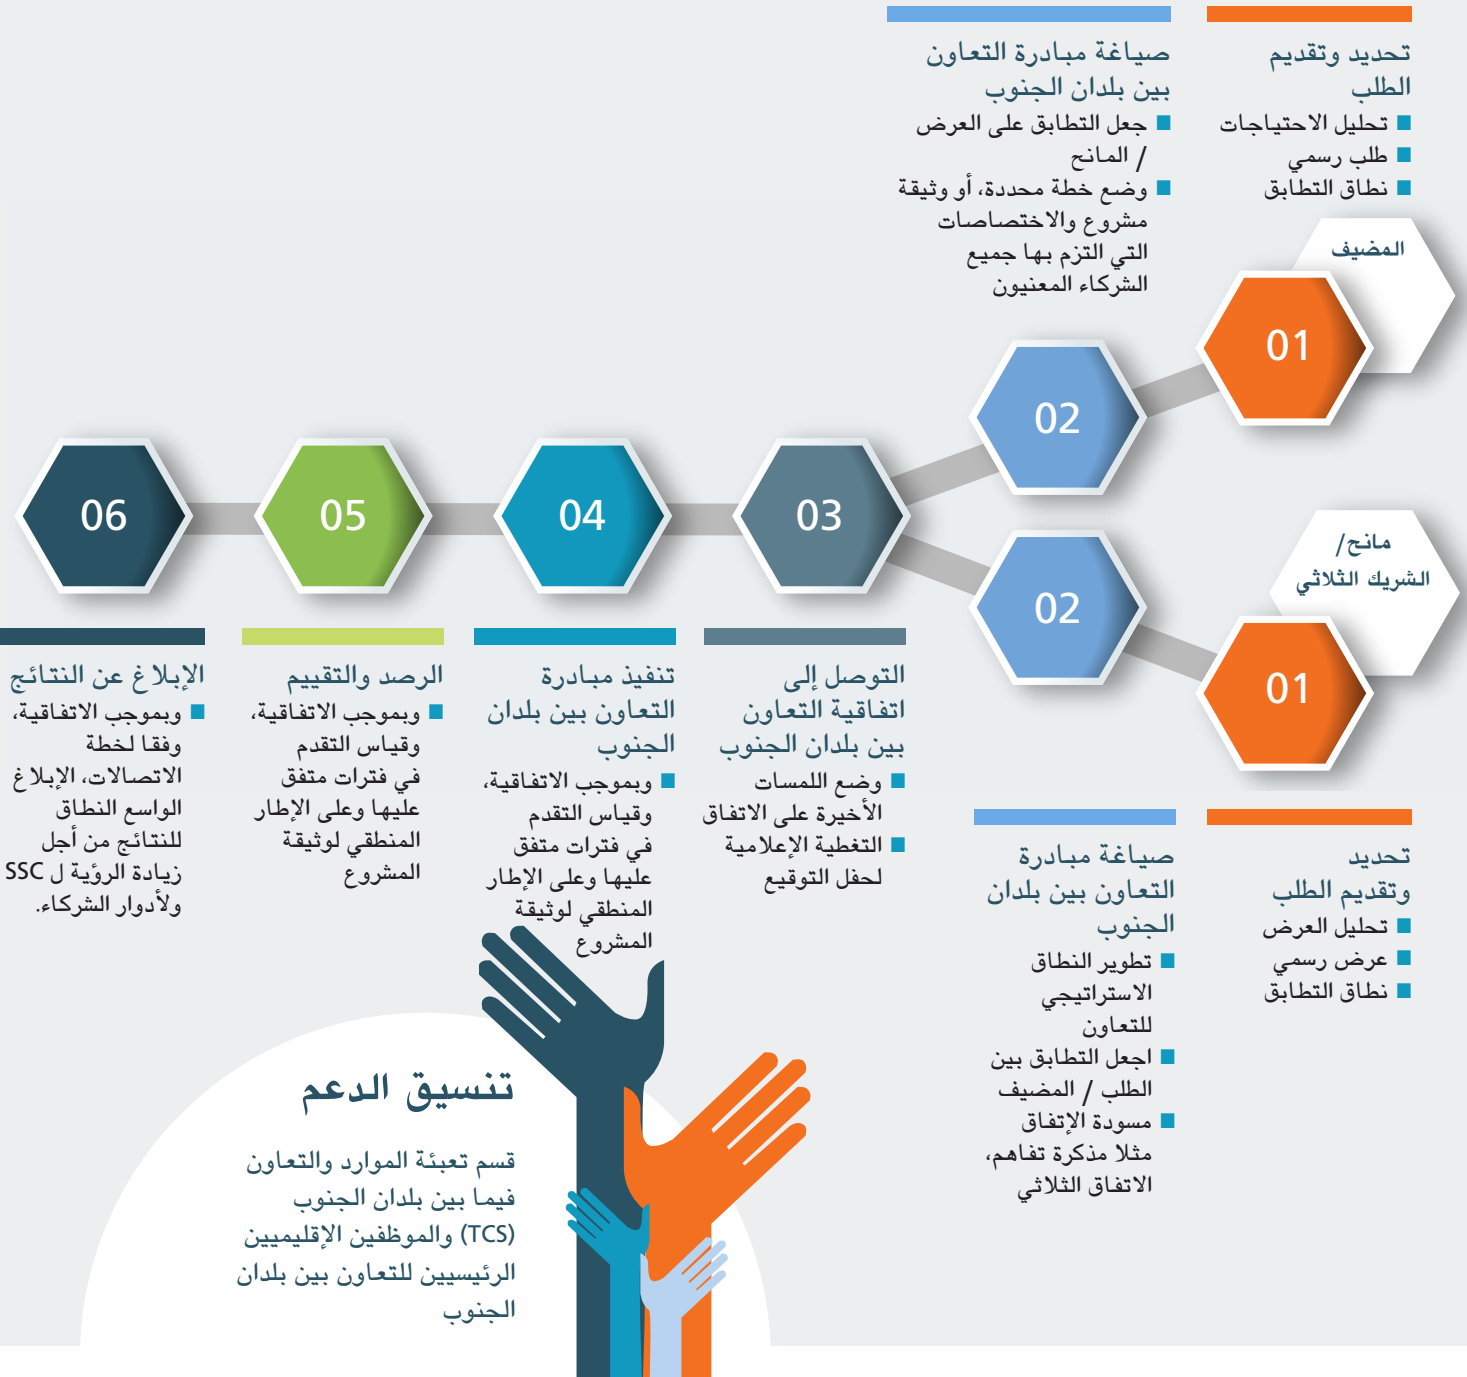 تحديد وتقديم
الطلب
تحليل الاحتياجات
طلب رسمي
نطاق التطابق
صياغة مبادرة التعاون
بين بلدان الجنوب
جعل التطابق على العرض
/ المانح
وضع خطة محددة، أو وثيقة
مشروع والاختصاصات
التي التزم بها جميع
الشركاء المعنيون
المضيف
01
02
03
04
05
06
02
مانح/
الشريك الثلاثي
01
التوصل إلى
اتفاقية التعاون
بين بلدان الجنوب
وضع اللمسات
الأخيرة على الاتفاق
التغطية الإعلامية
لحفل التوقيع
تنفيذ مبادرة
التعاون بين بلدان
الجنوب
وبموجب الاتفاقية،
وقياس التقدم
في فترات متفق
عليها وعلى الإطار
المنطقي لوثيقة
المشروع
الرصد والتقييم
وبموجب الاتفاقية،
وقياس التقدم
في فترات متفق
عليها وعلى الإطار
المنطقي لوثيقة
المشروع
الإبلاغ عن النتائج
وبموجب الاتفاقية،
وفقا لخطة
الاتصالات، الإبلاغ
الواسع النطاق
للنتائج من أجل
زيادة الرؤية ل SSC
ولأدوار الشركاء.
تحديد
وتقديم الطلب
تحليل العرض
عرض رسمي
نطاق التطابق
صياغة مبادرة
التعاون بين بلدان
الجنوب
تطوير النطاق
الاستراتيجي
للتعاون
اجعل التطابق بين
الطلب / المضيف
مسودة الإتفاق
مثلا مذكرة تفاهم،
الاتفاق الثلاثي
تنسيق الدعم
قسم تعبئة الموارد والتعاون
فيما بين بلدان الجنوب
(TCS) والموظفين الإقليميين
الرئيسيين للتعاون بين بلدان
الجنوب